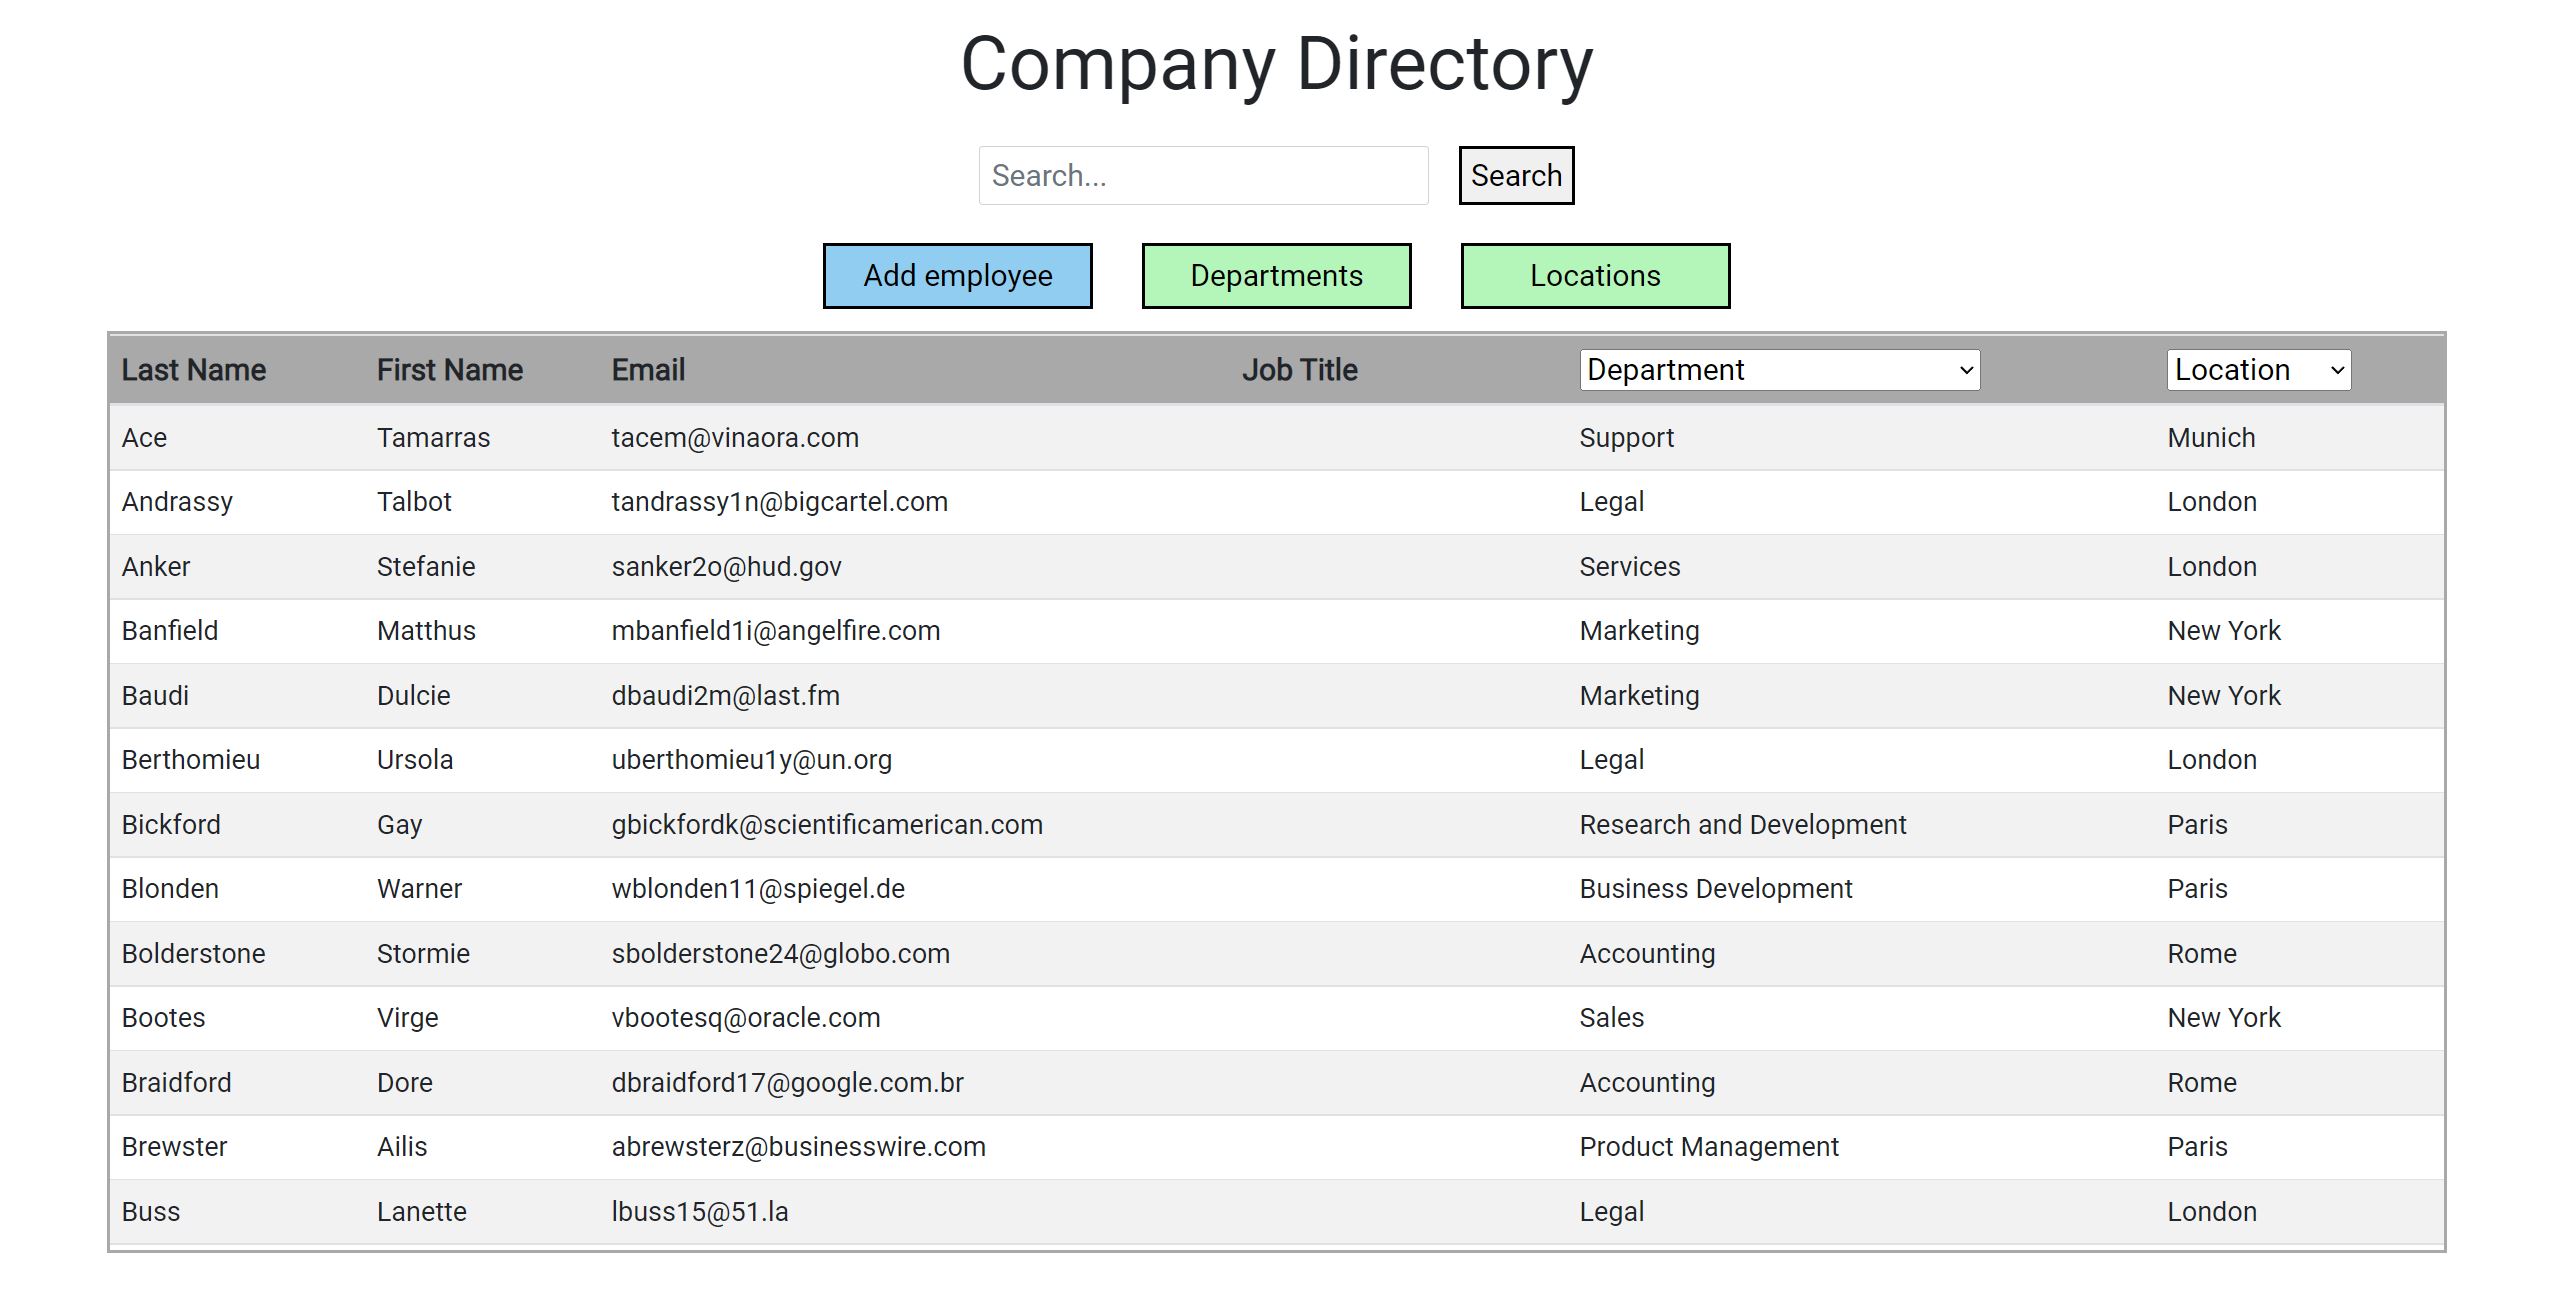 Company Directory
Search... Search
Add employee Departments Locations
Last Name First Name Email Job Title Department Location
Ace Tamarras tacem@vinaora.com Support Munich
Andrassy Talbot tandrassy1n@bigcartel.com Legal London
Anker Stefanie sanker2o@hud.gov Services London
Banfield Matthus mbanfield1i@angelfire.com Marketing New York
Baudi Dulcie dbaudi2m@last.fm Marketing New York
Berthomieu Ursola uberthomieu1y@un.org Legal London
Bickford Gay gbickfordk@scientificamerican.com Research and Development Paris
Blonden Warner wblonden11@spiegel.de Business Development Paris
Bolderstone Stormie sbolderstone24@globo.com Accounting Rome
Bootes Virge vbootesq@oracle.com Sales New York
Braidford Dore dbraidford17@google.com.br Accounting Rome
Brewster Ailis abrewsterz@businesswire.com Product Management Paris
Buss Lanette lbuss15@51.la Legal London